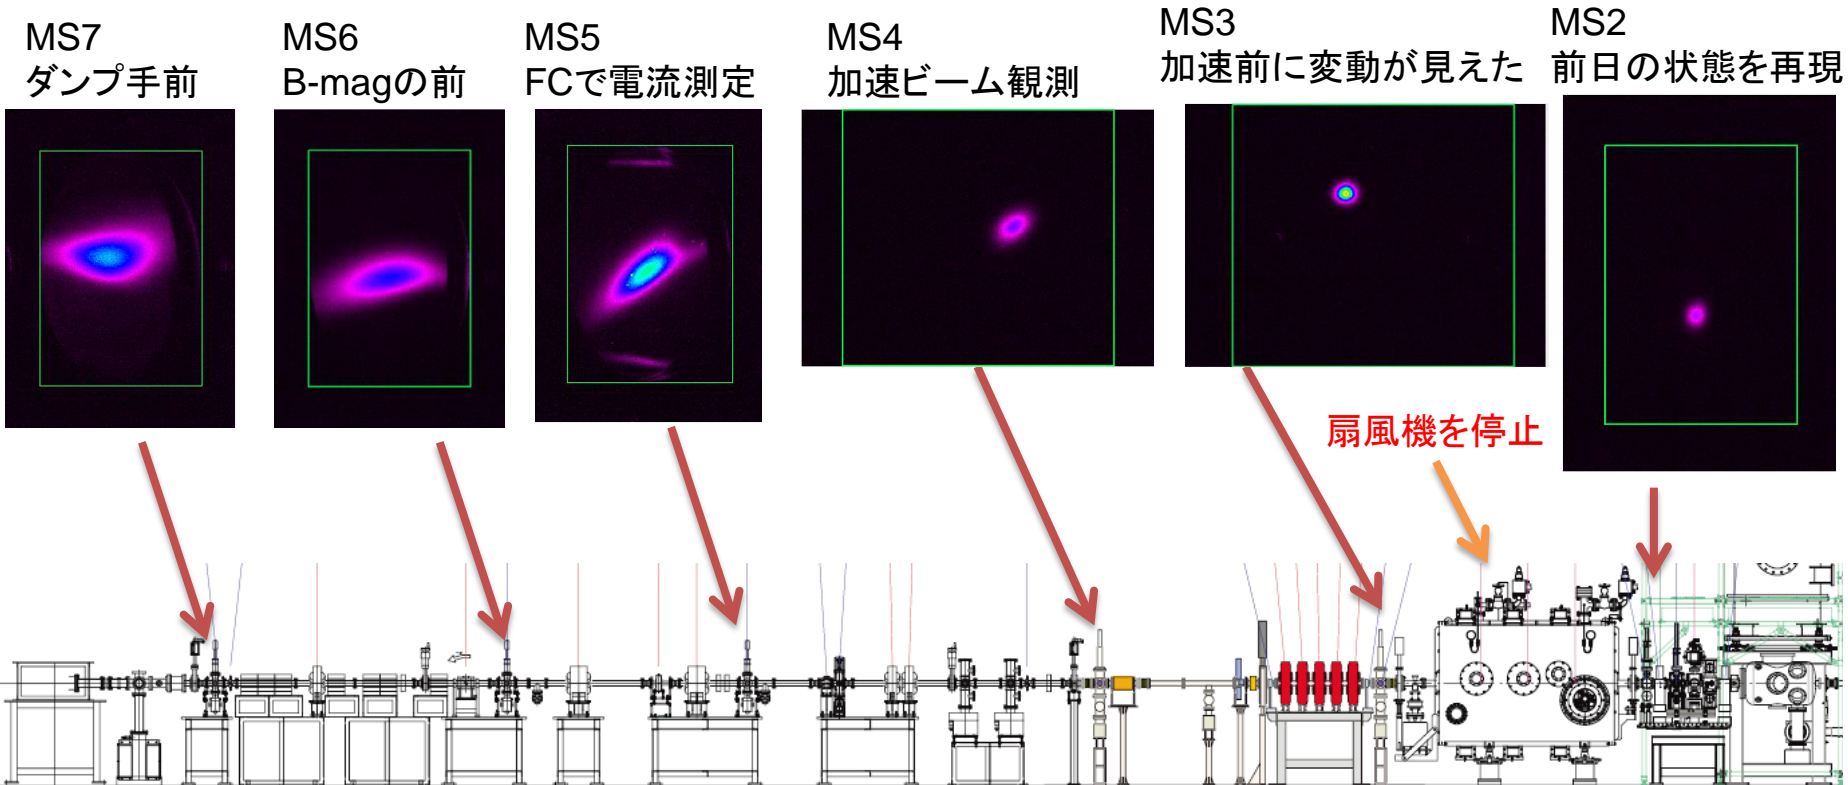 MS7
ダンプ手前
MS6
B-magの前
MS5
FCで電流測定
MS4
加速ビーム観測
MS3
加速前に変動が見えた
MS2
前日の状態を再現
扇風機を停止